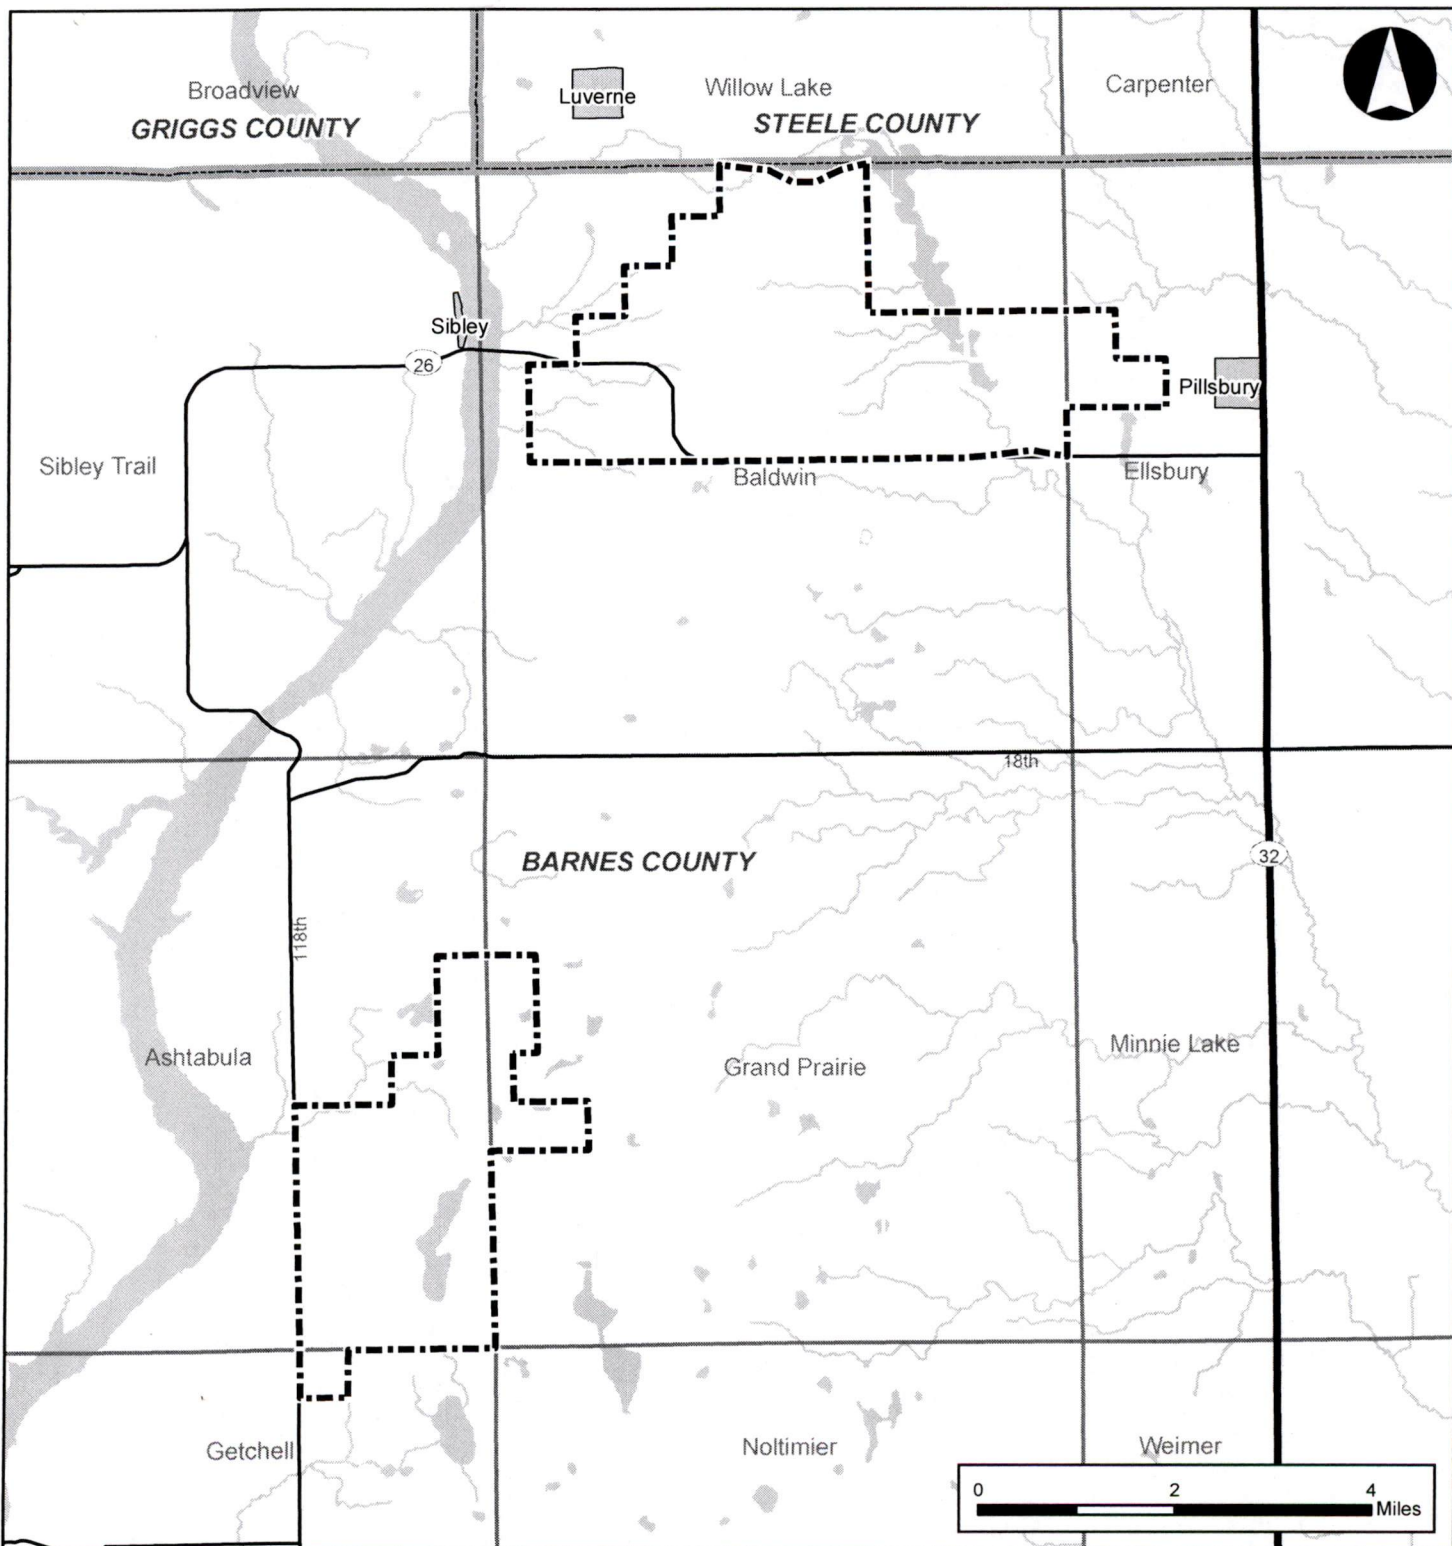 Broadview
Luverne
Willow Lake
Carpenter
GRIGGS COUNTY
STEELE COUNTY
Sibley
26
Pillsbury
Sibley Trail
Baldwin
Ellsbury
18th
BARNES COUNTY
32
118th
Ashtabula
Grand Prairie
Minnie Lake
Getchell
Noltimier
Weimer
0 2 4
Miles